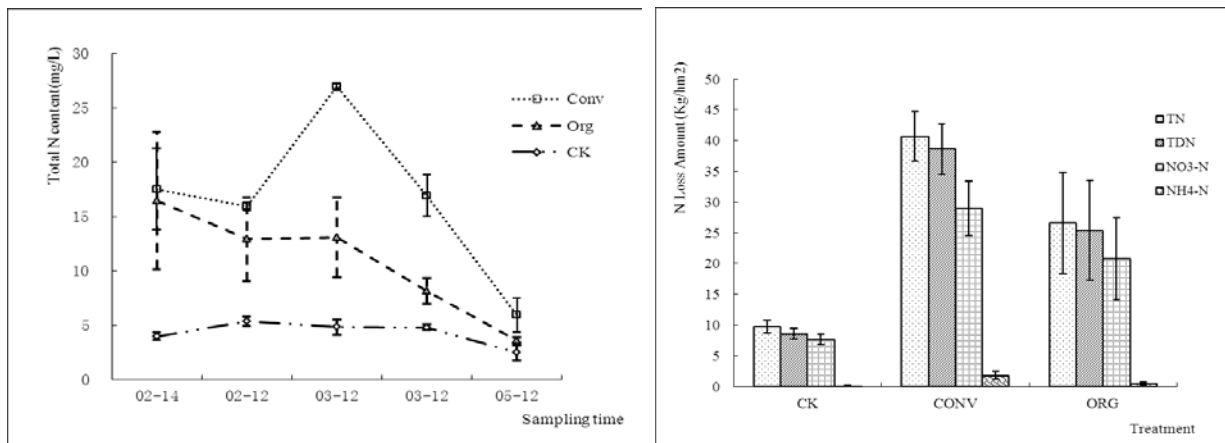 Total N content(mg/L)
30
25
20
15
10
5
0
Conv
Org
CK
02-14
02-12
03-12
03-12
05-12
Sampling time
N Loss Amount (Kg/hm2)
50
45
40
35
30
25
20
15
10
5
0
TN
TDN
NO3-N
NH4-N
CK
CONV
ORG
Treatment